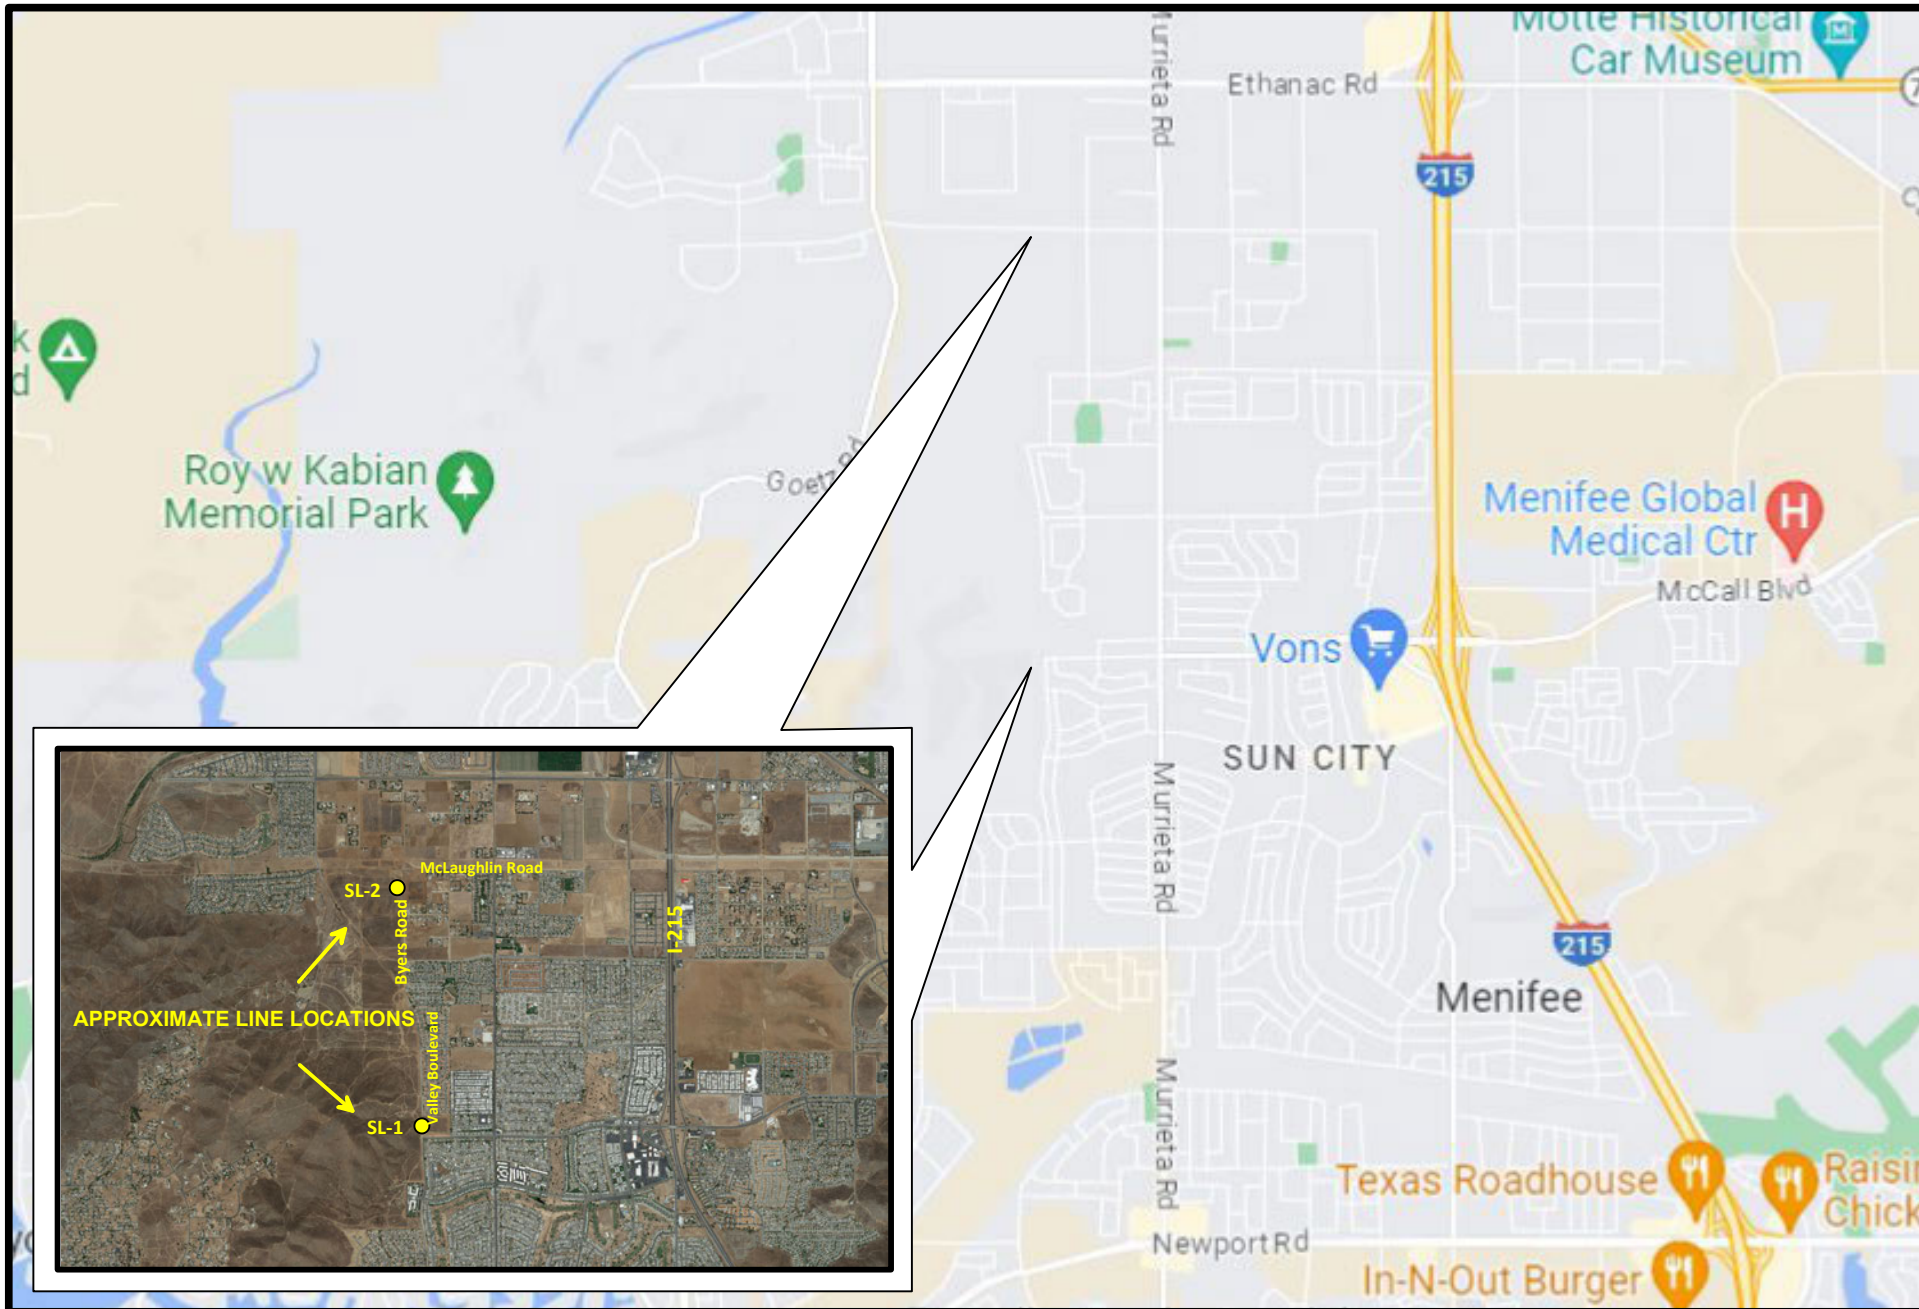 Motte Historical
Car Museum
Murrieta Rd
Ethanac Rd
215
Roy w Kabian
Memorial Park
Goetz Rd
Menifee Global
Medical Ctr
H
McCall Blvd
Vons
SUN CITY
Murrieta Rd
215
Menifee
Murrieta Rd
Texas Roadhouse
Newport Rd
In-N-Out Burger
McLaughlin Road
SL-2
Byers Road
I-215
APPROXIMATE LINE LOCATIONS
Valley Boulevard
SL-1